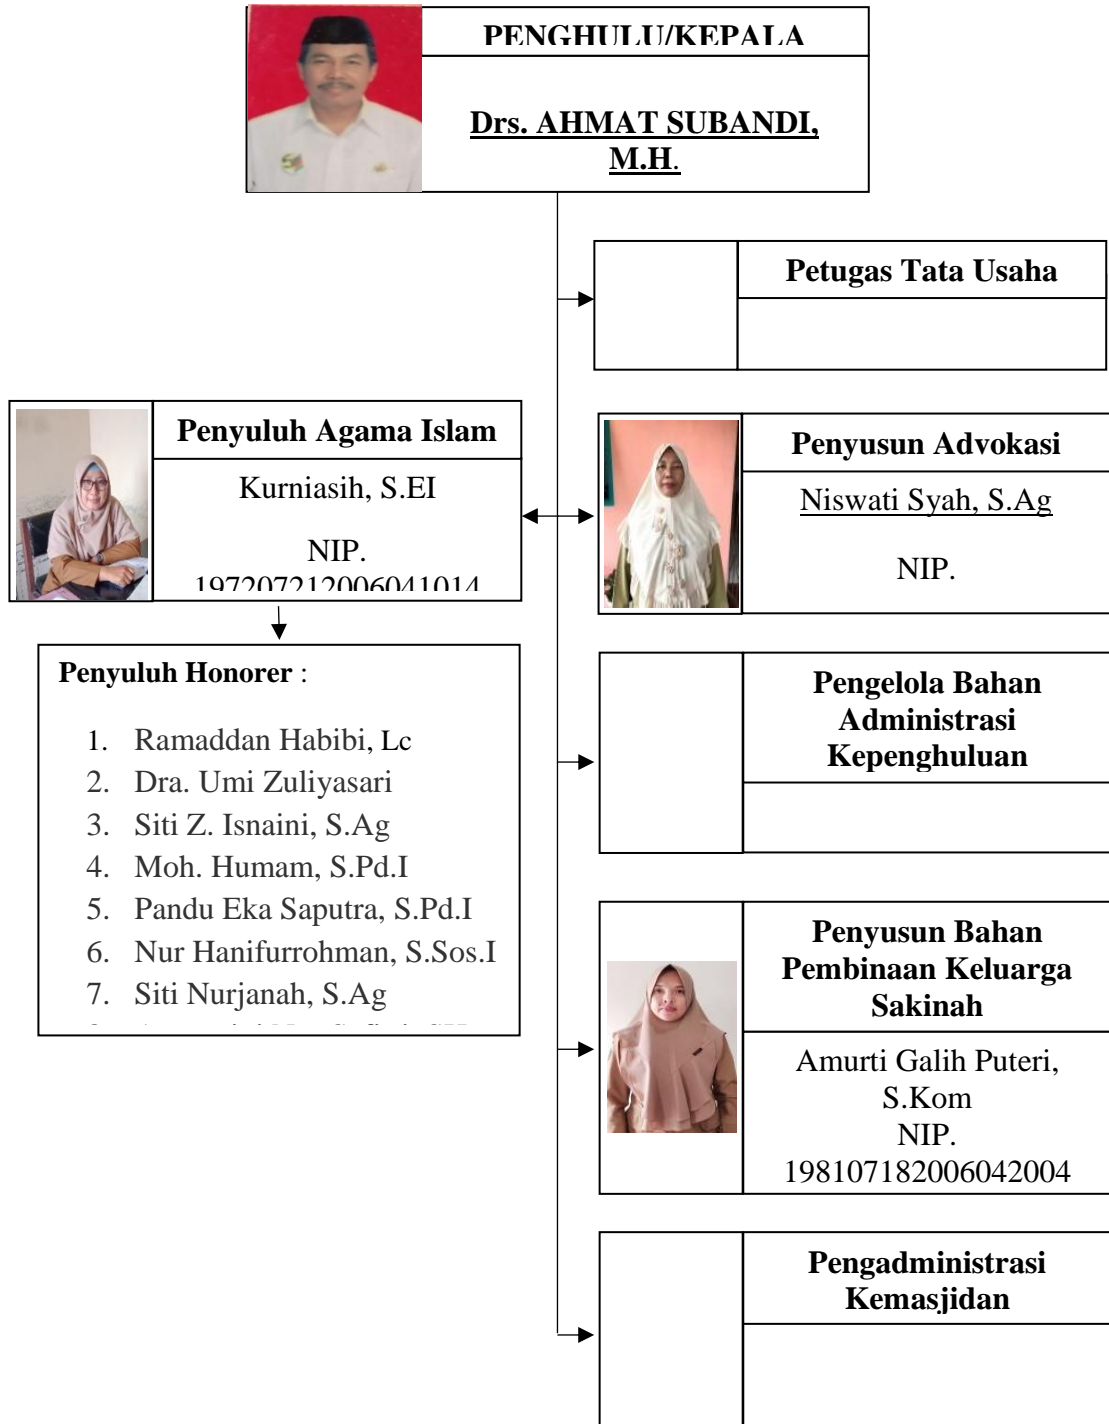 PENGHULU/KEPALA
Drs. AHMAT SUBANDI,
M.H.
Petugas Tata Usaha
Penyuluh Agama Islam
Kurniasih, S.EI
NIP.
197207212006041014
Penyusun Advokasi
Niswati Syah, S.Ag
NIP.
Penyuluh Honorer :
1. Ramaddan Habibi, Lc
2. Dra. Umi Zuliyasari
3. Siti Z. Isnaini, S.Ag
4. Moh. Humam, S.Pd.I
5. Pandu Eka Saputra, S.Pd.I
6. Nur Hanifurrohman, S.Sos.I
7. Siti Nurjanah, S.Ag
Pengelola Bahan
Administrasi
Kepenghuluan
Penyusun Bahan
Pembinaan Keluarga
Sakinah
Amurti Galih Puteri,
S.Kom
NIP.
198107182006042004
Pengadministrasi
Kemasjidan